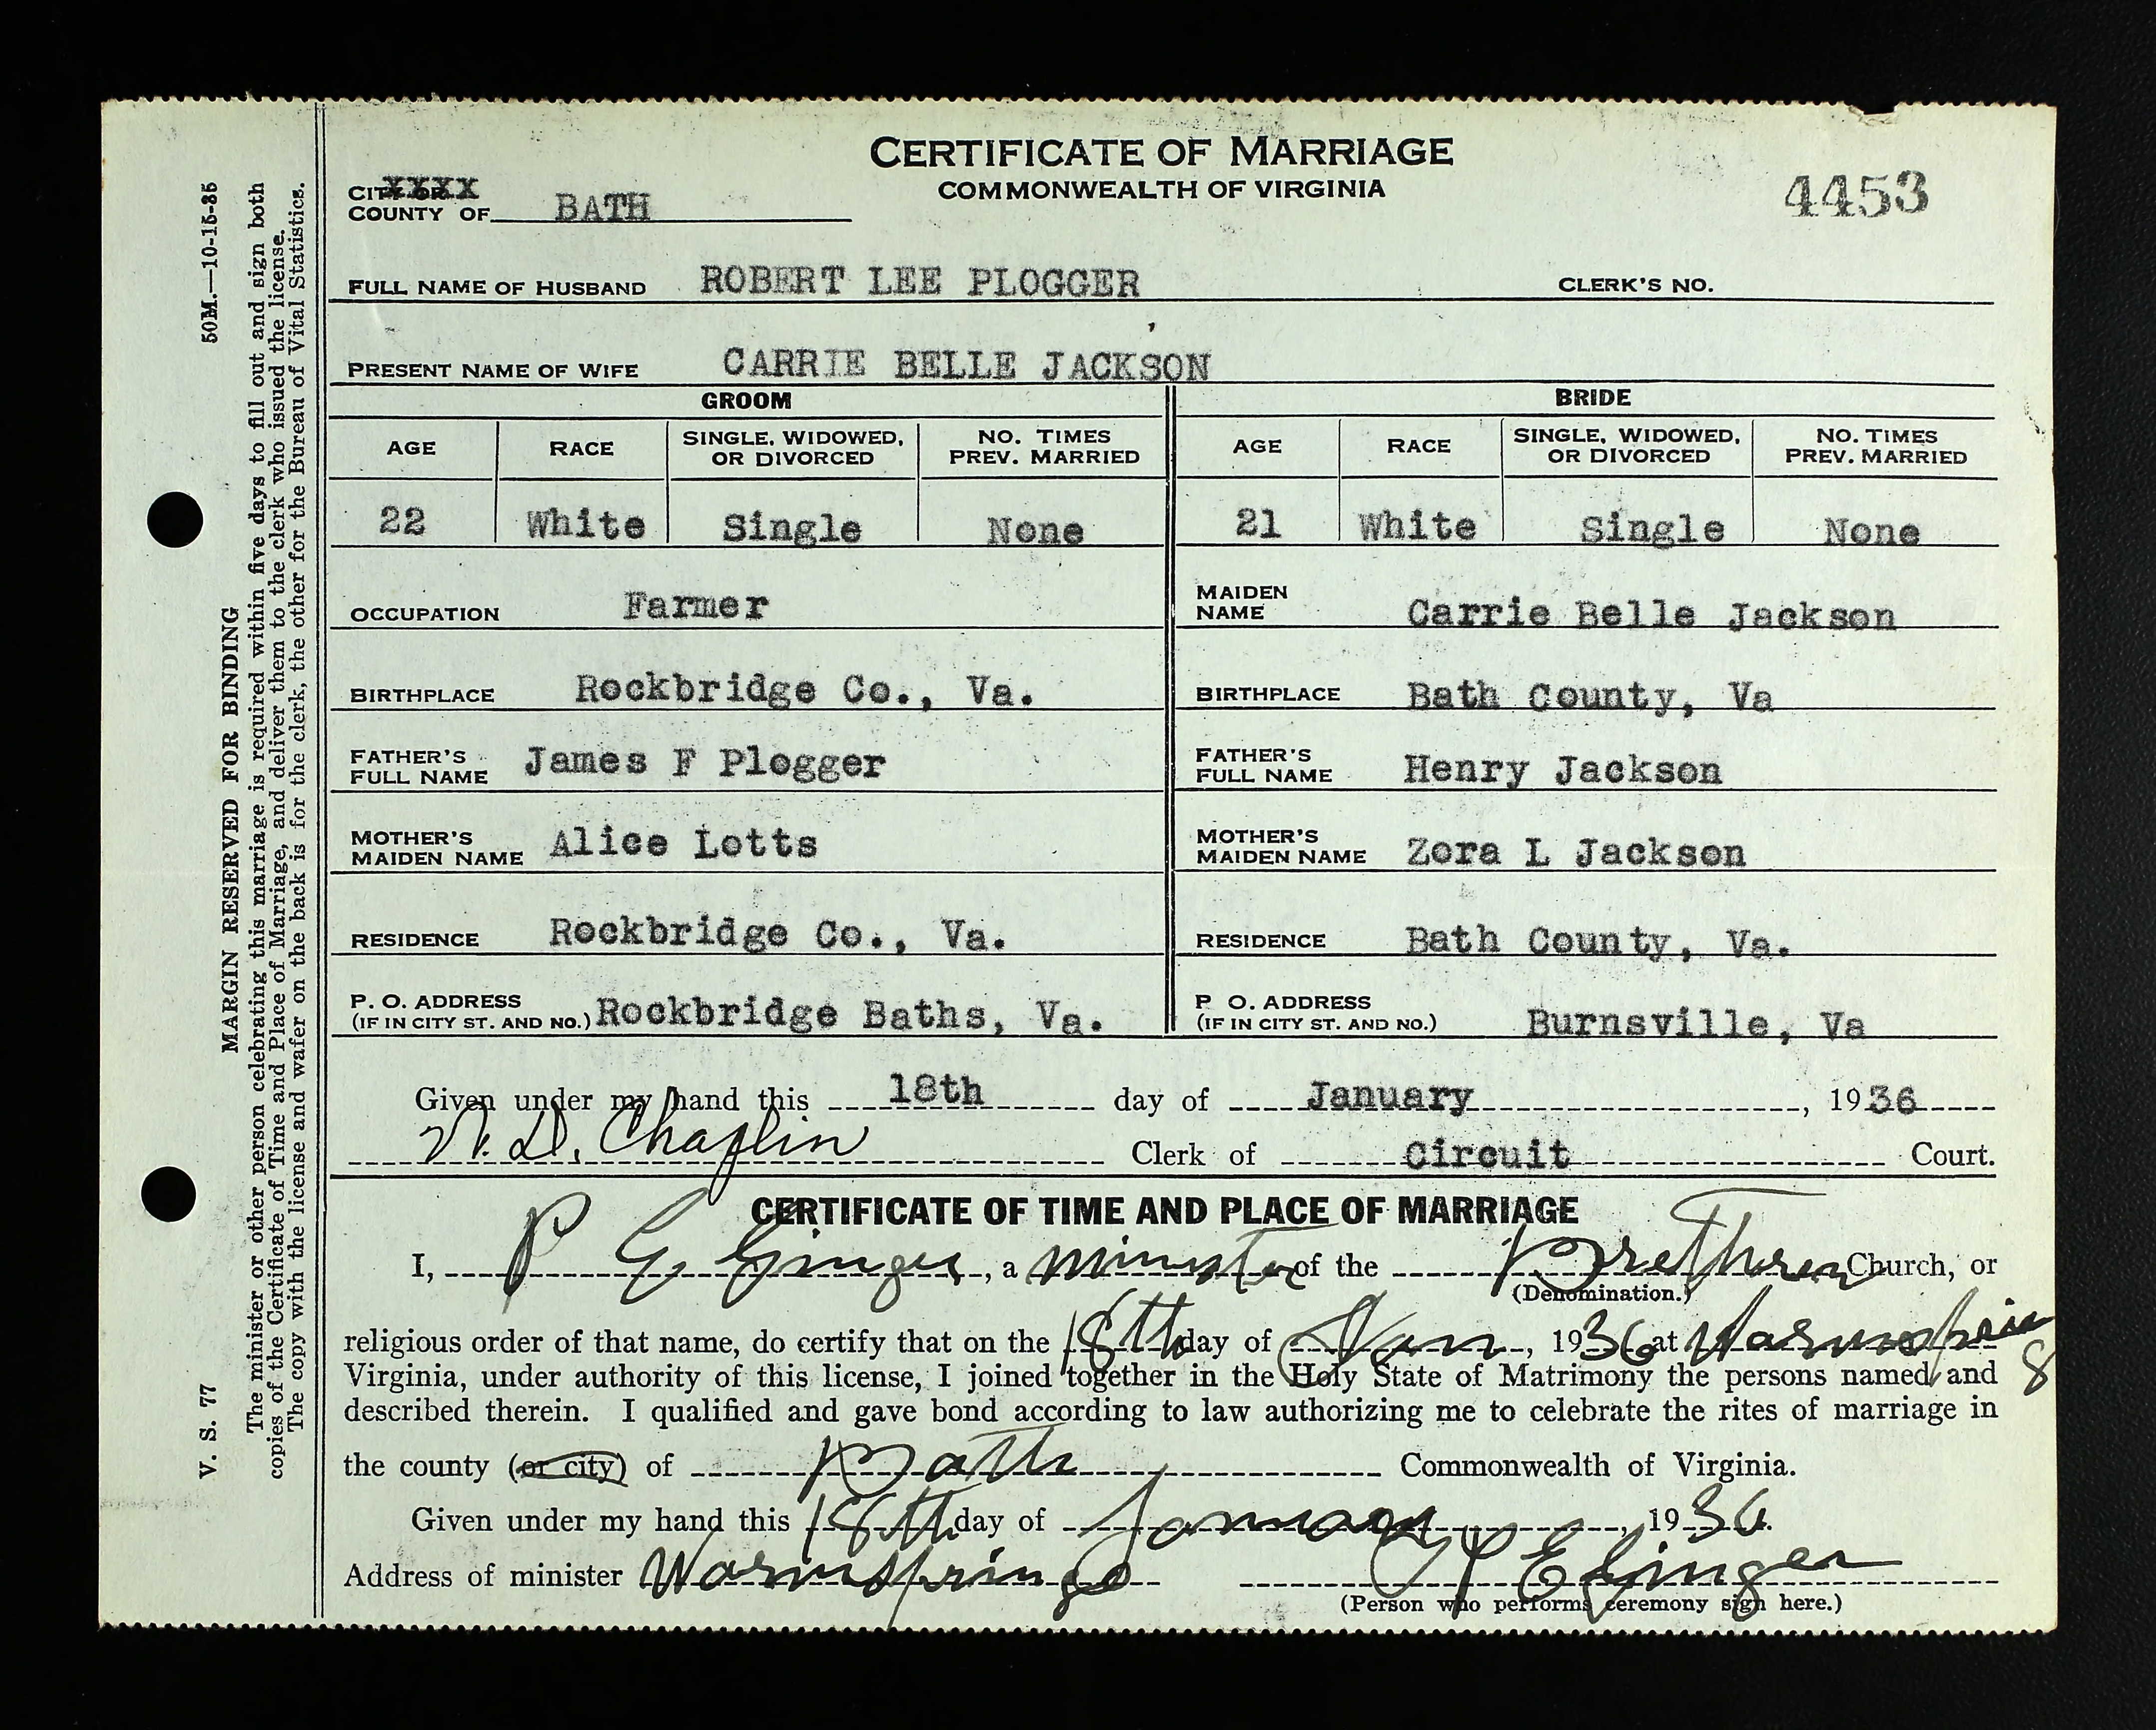 CERTIFICATE OF MARRIAGE
COMMONWEALTH OF VIRGINIA
4453
CITY OR XXXX
COUNTY OF BATH
FULL NAME OF HUSBAND ROBERT LEE PLOGGER CLERK'S NO.
PRESENT NAME OF WIFE CARRIE BELLE JACKSON
GROOM BRIDE
AGE RACE SINGLE, WIDOWED, OR DIVORCED NO. TIMES PREV. MARRIED AGE RACE SINGLE, WIDOWED, OR DIVORCED NO. TIMES PREV. MARRIED
22 White Single None 21 White Single None
OCCUPATION Farmer MAIDEN NAME Carrie Belle Jackson
BIRTHPLACE Rockbridge Co., Va. BIRTHPLACE Bath County, Va
FATHER'S FULL NAME James F Plogger FATHER'S FULL NAME Henry Jackson
MOTHER'S MAIDEN NAME Alice Lotts MOTHER'S MAIDEN NAME Zora L Jackson
RESIDENCE Rockbridge Co., Va. RESIDENCE Bath County, Va.
P. O. ADDRESS (IF IN CITY ST. AND NO.) Rockbridge Baths, Va. P O. ADDRESS (IF IN CITY ST. AND NO.) Burnsville, Va
Given under my hand this 18th day of January, 1936
Chaplin Clerk of Circuit Court.
CERTIFICATE OF TIME AND PLACE OF MARRIAGE
I, P E Ginger, a minister of the Brethren Church, or
(Denomination.)
religious order of that name, do certify that on the 18th day of Jan, 1936 at Warmsprings
Virginia, under authority of this license, I joined together in the Holy State of Matrimony the persons named and
described therein. I qualified and gave bond according to law authorizing me to celebrate the rites of marriage in
the county (or city) of Bath Commonwealth of Virginia.
Given under my hand this 18th day of January, 1936.
Address of minister Warmsprings P E Ginger
(Person who performs ceremony sign here.)
V. S. 77 50M.—10-15-35
MARGIN RESERVED FOR BINDING
The minister or other person celebrating this marriage is required within five days to fill out and sign both
copies of the Certificate of Time and Place of Marriage, and deliver them to the clerk who issued the license.
The copy with the license and wafer on the back is for the clerk, the other for the Bureau of Vital Statistics.